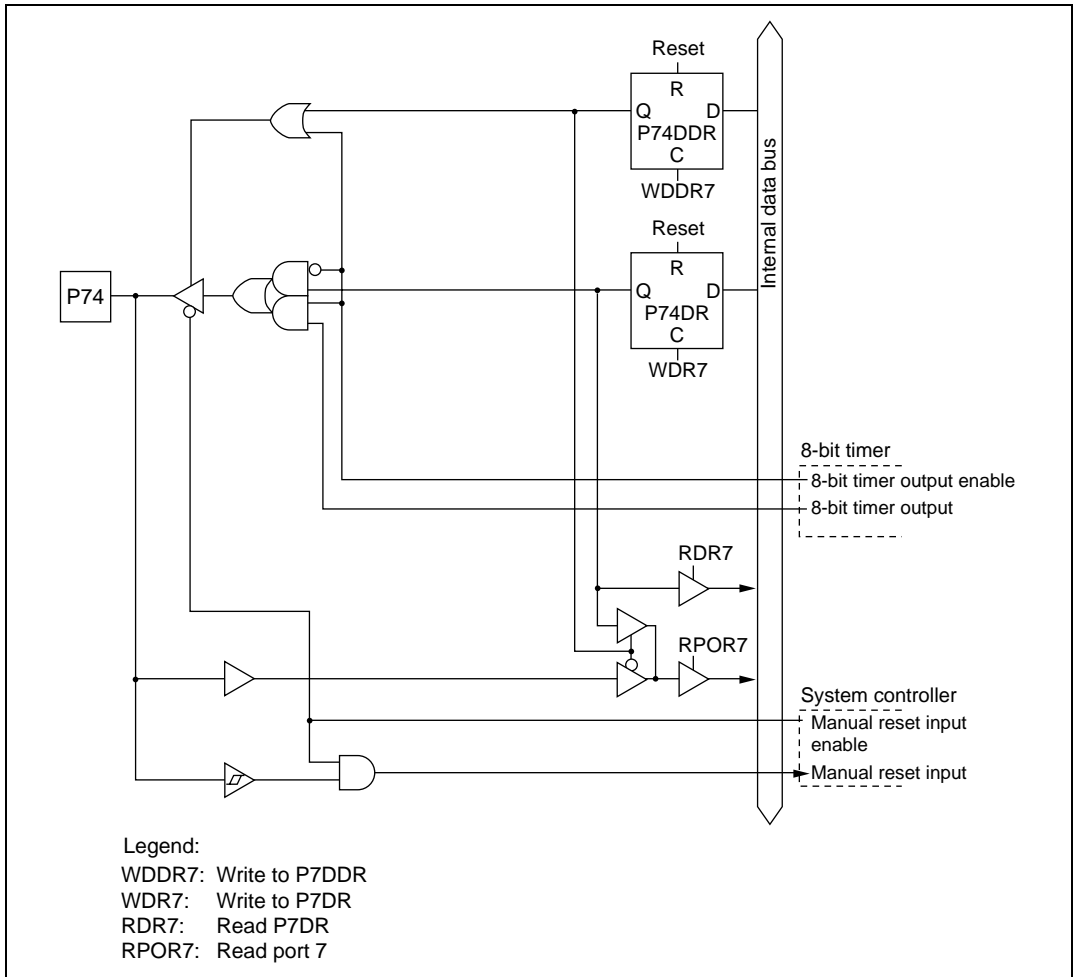 Reset
R
Q D
P74DDR
C
WDDR7
Internal data bus
Reset
R
Q D
P74DR
C
WDR7
P74
8-bit timer
8-bit timer output enable
8-bit timer output
RDR7
RPOR7
System controller
Manual reset input
enable
Manual reset input
Legend:
WDDR7: Write to P7DDR
WDR7: Write to P7DR
RDR7: Read P7DR
RPOR7: Read port 7